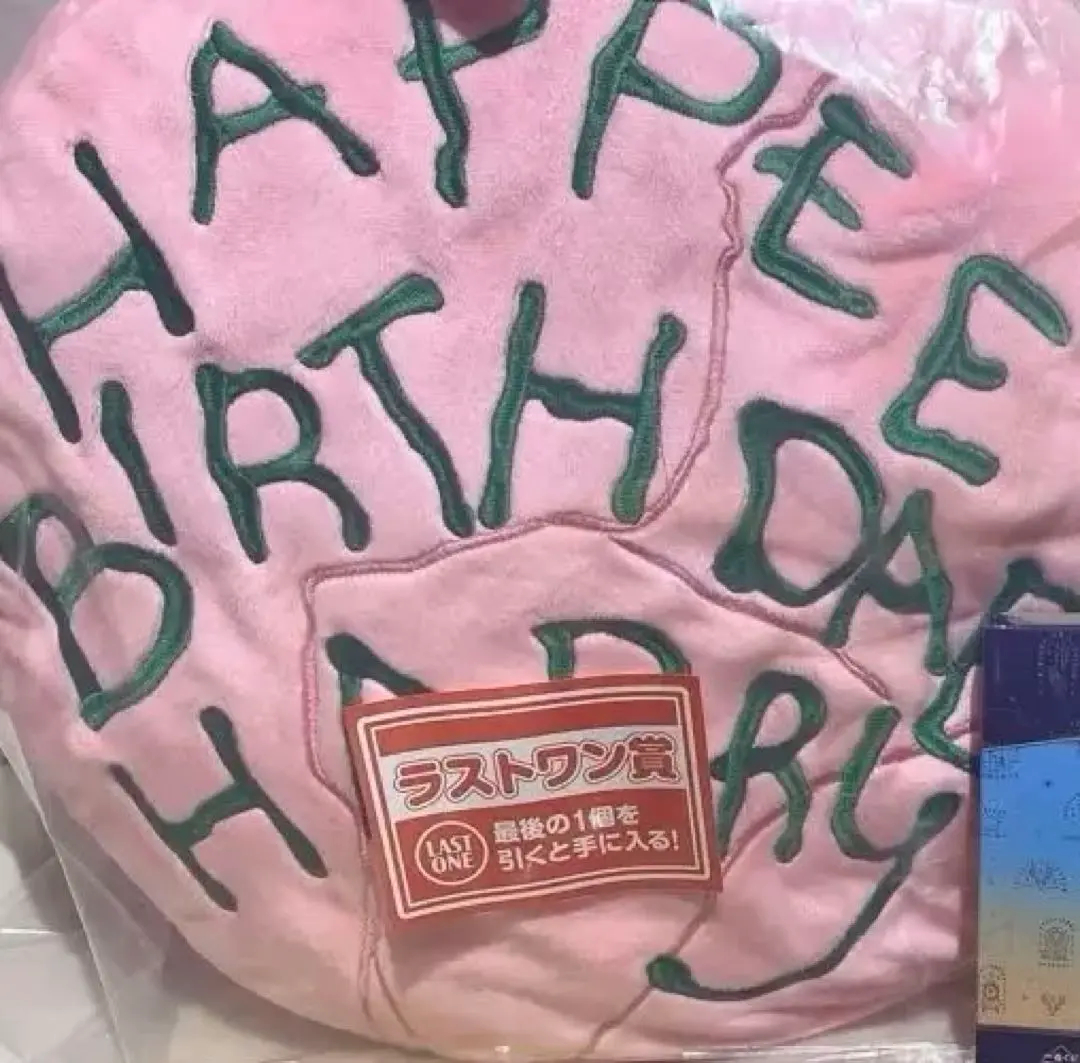 HAPPEE
BIRTHDAE
HARRY
ラストワン賞
LAST
ONE
最後の1個を
引くと手に入る!